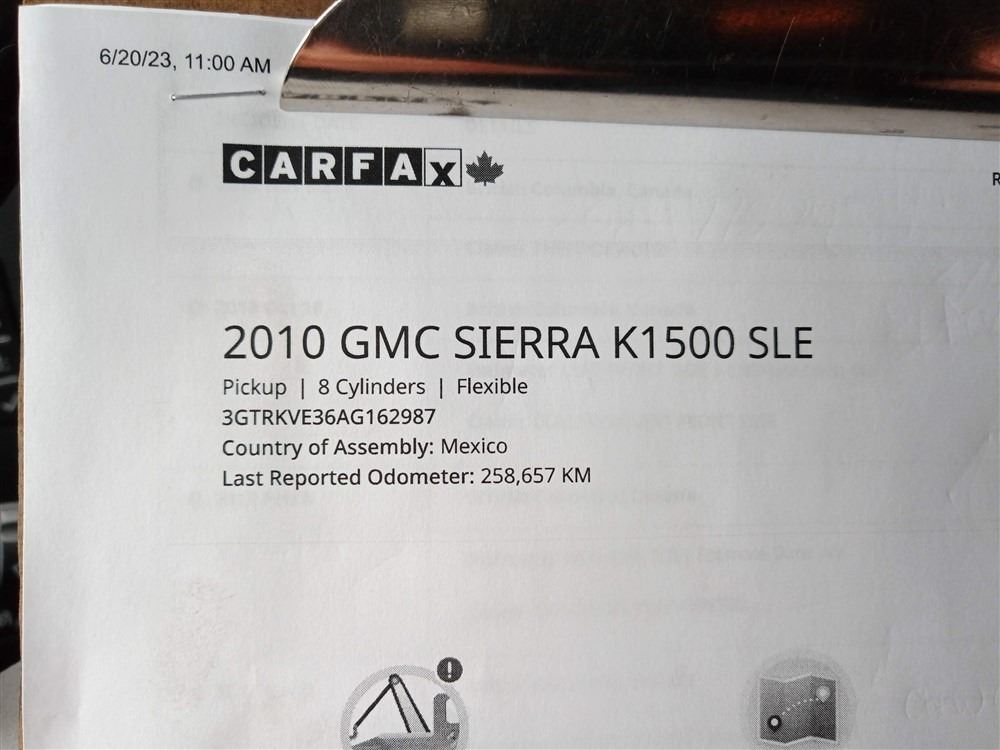 6/20/23, 11:00 AM
CARFAX
R
2010 GMC SIERRA K1500 SLE
Pickup | 8 Cylinders | Flexible
3GTRKVE36AG162987
Country of Assembly: Mexico
Last Reported Odometer: 258,657 KM
!